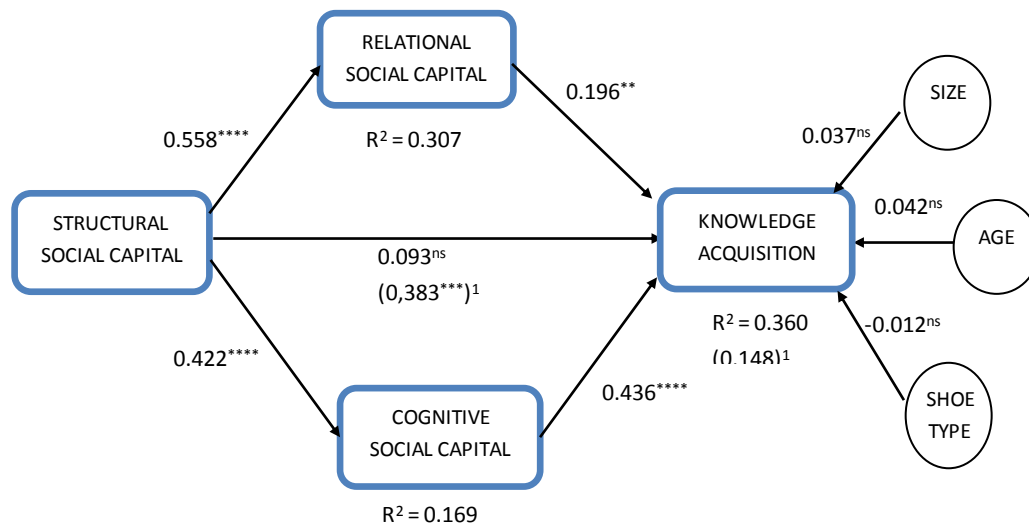 RELATIONAL
SOCIAL CAPITAL
R² = 0.307
0.558****
0.196**
SIZE
0.037ⁿˢ
STRUCTURAL
SOCIAL CAPITAL
0.093ⁿˢ
(0,383***)¹
KNOWLEDGE
ACQUISITION
0.042ⁿˢ
AGE
R² = 0.360
(0.148)¹
-0.012ⁿˢ
0.422****
0.436****
COGNITIVE
SOCIAL CAPITAL
R² = 0.169
SHOE
TYPE